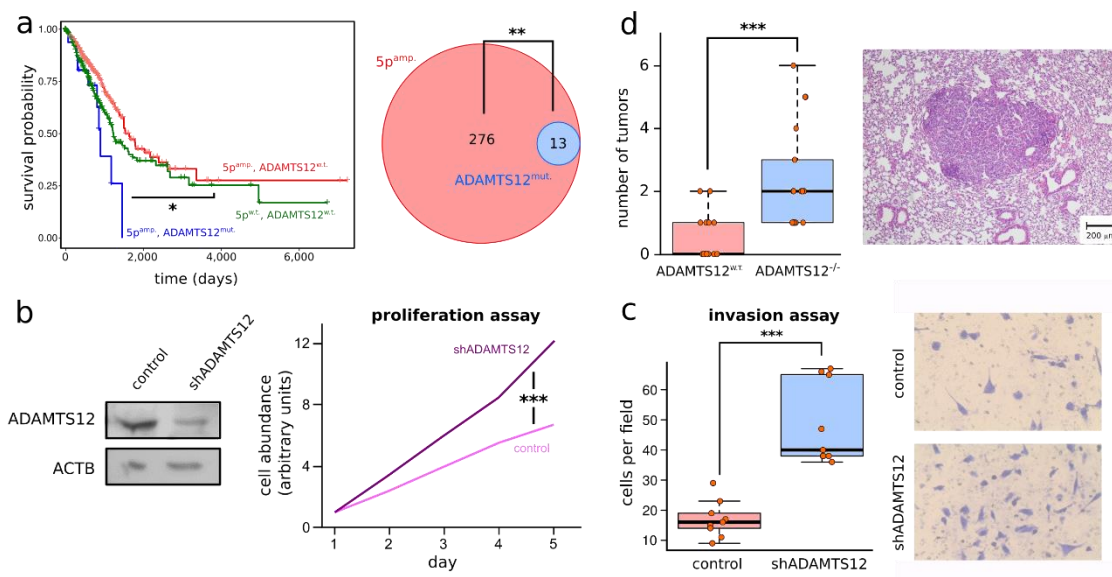 a
survival probability
1.00
0.75
0.50
0.25
0.00
0
2,000
4,000
6,000
time (days)
5p^amp., ADAMTS12^w.t.
5p^w.t., ADAMTS12^w.t.
*
5p^amp., ADAMTS12^mut.
5p^amp.
**
276
13
ADAMTS12^mut.
d
***
number of tumors
6
4
2
0
ADAMTS12^w.t.
ADAMTS12^-/-
200 μm
b
control
shADAMTS12
ADAMTS12
ACTB
proliferation assay
cell abundance
(arbitrary units)
12
8
4
0
1
2
3
4
5
day
shADAMTS12
***
control
c
invasion assay
***
cells per field
60
50
40
30
20
10
control
shADAMTS12
control
shADAMTS12